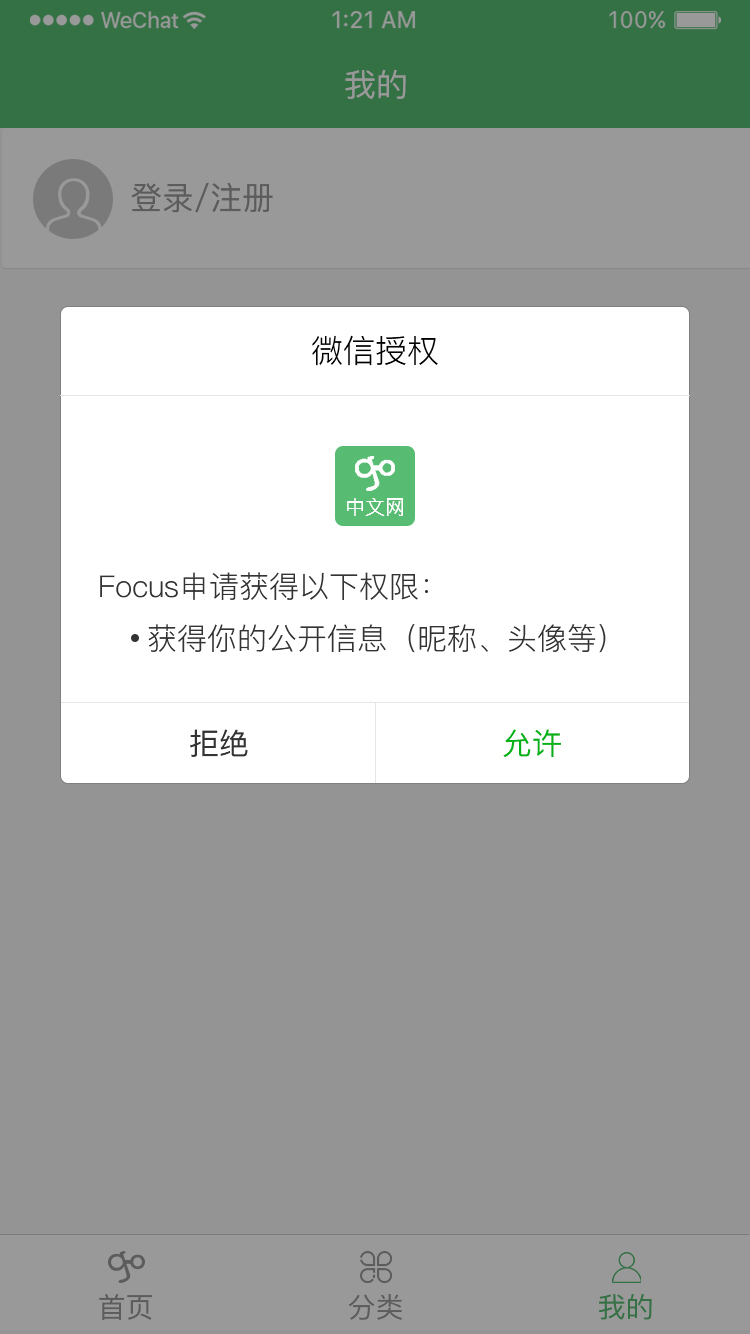 WeChat 1:21 AM 100%
我的
登录/注册
微信授权
go
中文网
Focus申请获得以下权限：
• 获得你的公开信息（昵称、头像等）
拒绝 允许
go
首页 分类 我的